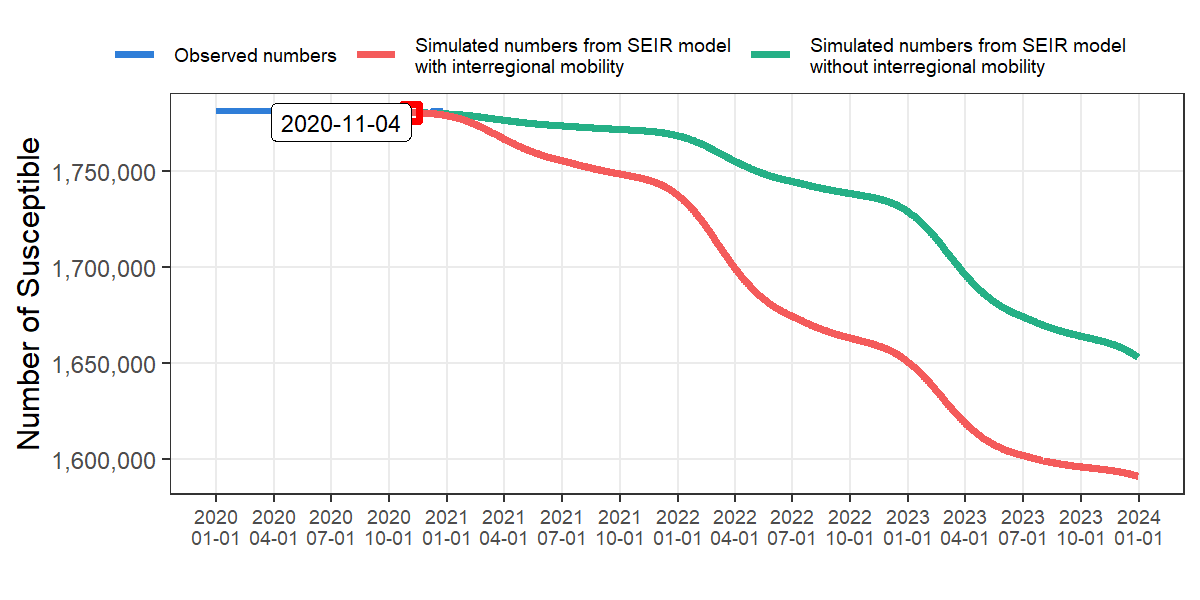 Observed numbers
Simulated numbers from SEIR model
with interregional mobility
Simulated numbers from SEIR model
without interregional mobility
2020-11-04
Number of Susceptible
1,750,000
1,700,000
1,650,000
1,600,000
2020 2020 2020 2020 2021 2021 2021 2021 2022 2022 2022 2022 2023 2023 2023 2023 2024
01-01 04-01 07-01 10-01 01-01 04-01 07-01 10-01 01-01 04-01 07-01 10-01 01-01 04-01 07-01 10-01 01-01